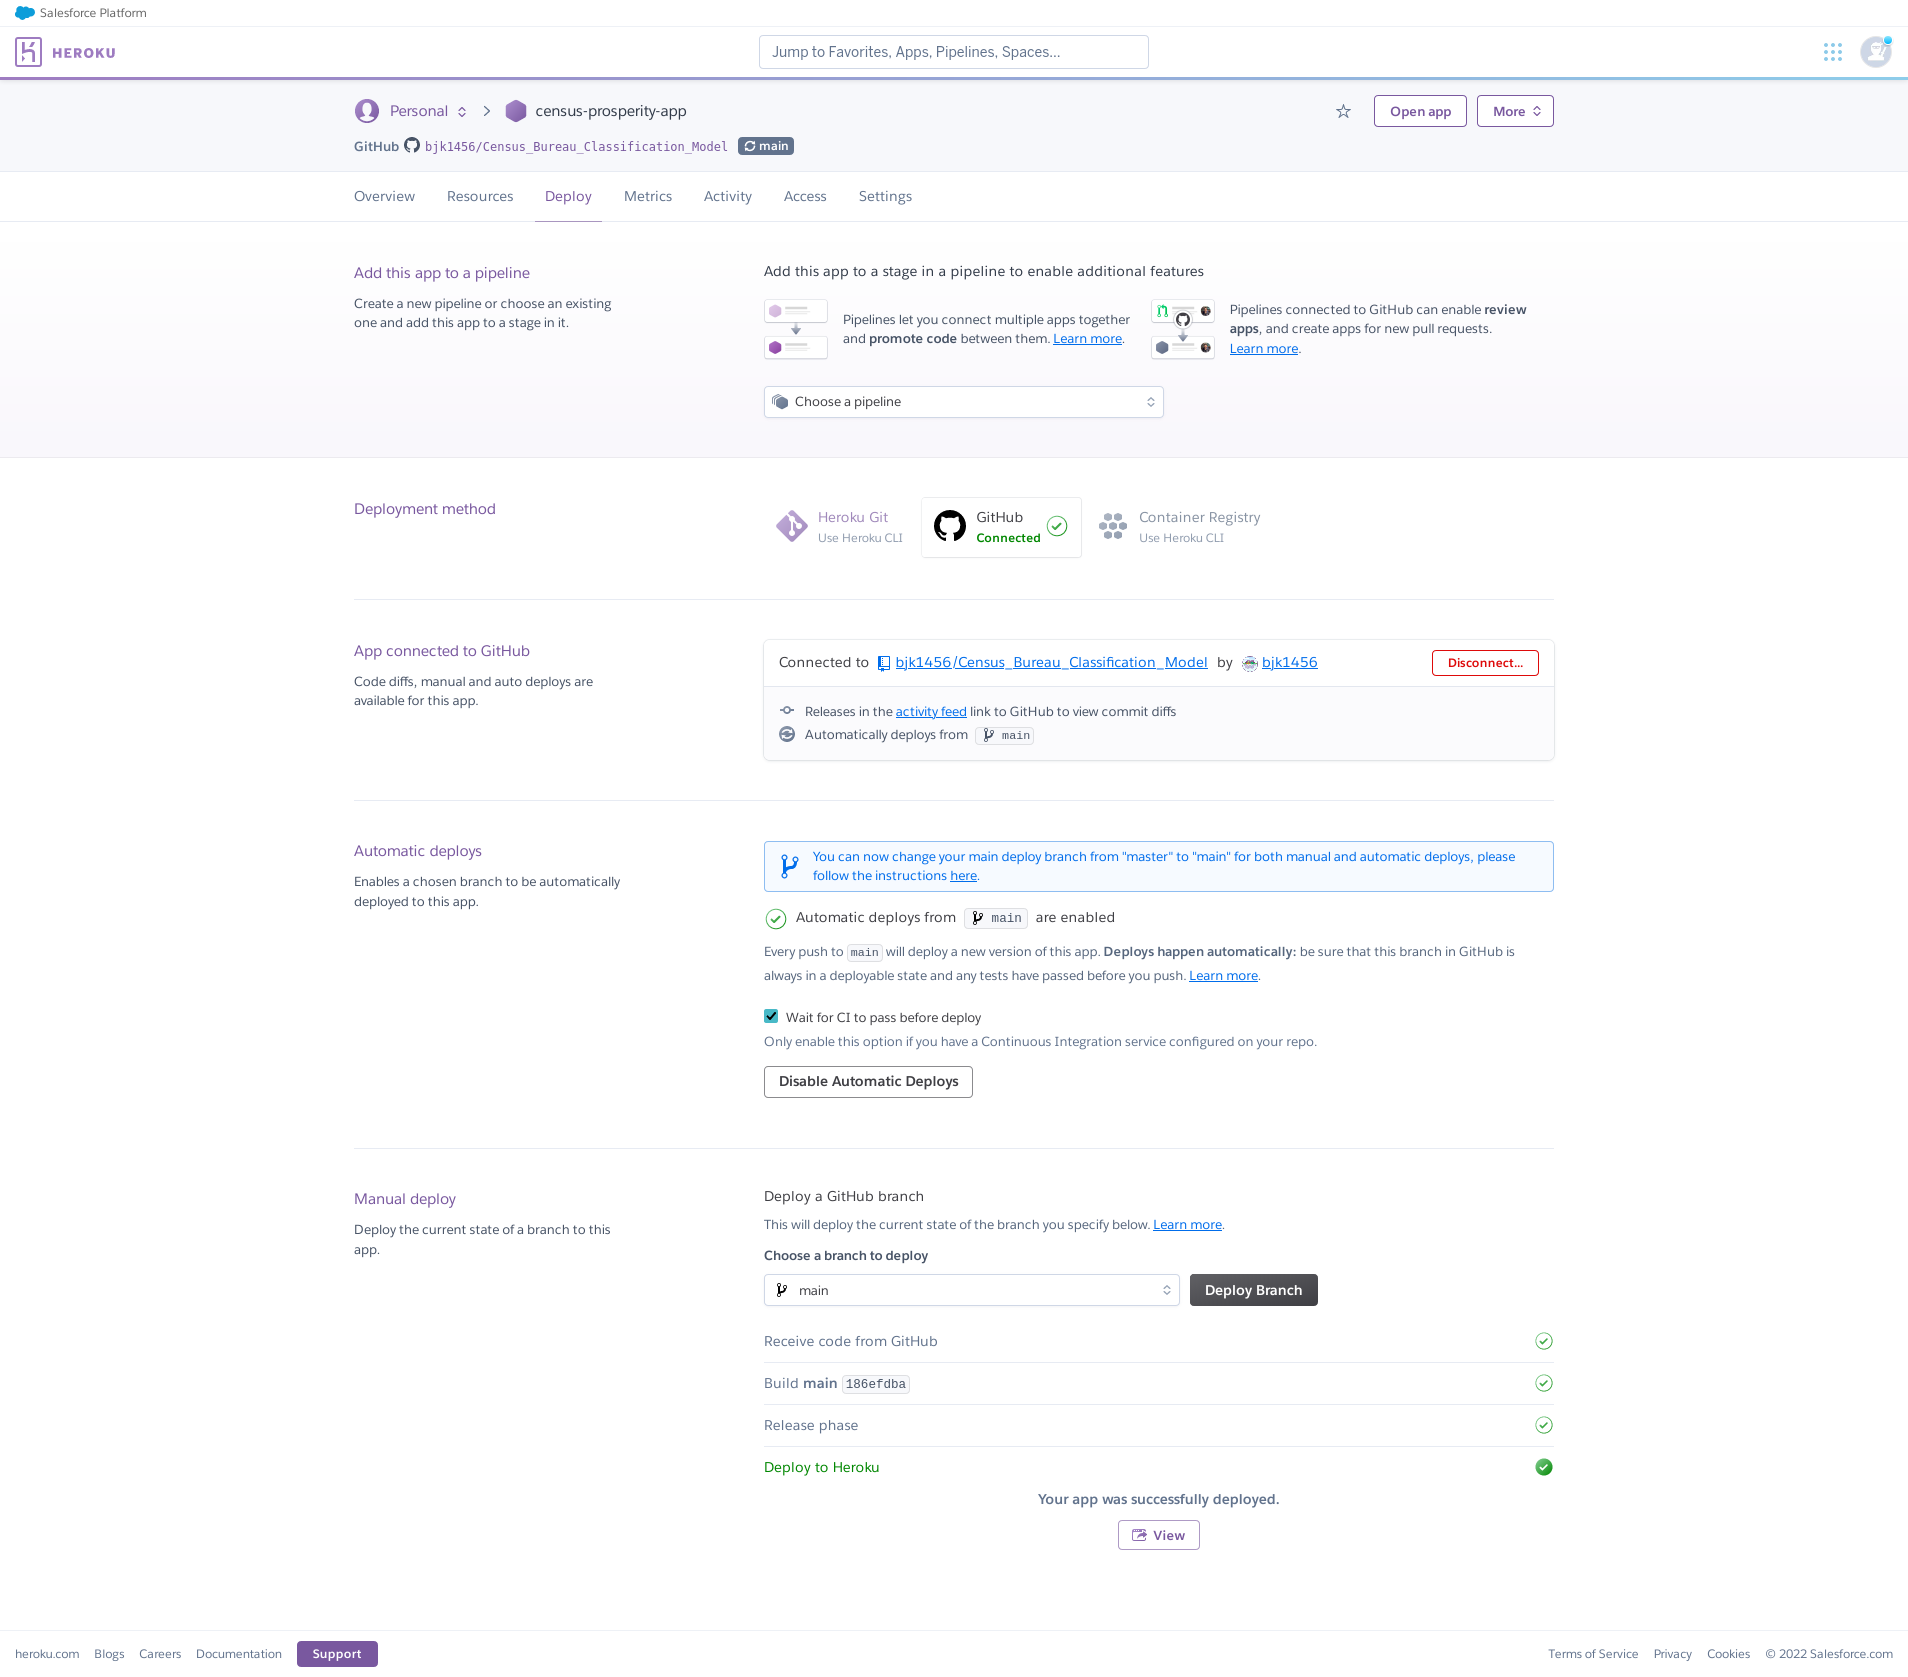 Salesforce Platform
HEROKU
Jump to Favorites, Apps, Pipelines, Spaces...
Personal
census-prosperity-app
Open app
More
GitHub bjk1456/Census_Bureau_Classification_Model main
Overview
Resources
Deploy
Metrics
Activity
Access
Settings
Add this app to a pipeline
Create a new pipeline or choose an existing
one and add this app to a stage in it.
Add this app to a stage in a pipeline to enable additional features
Pipelines let you connect multiple apps together
and promote code between them. Learn more.
Pipelines connected to GitHub can enable review
apps, and create apps for new pull requests.
Learn more.
Choose a pipeline
Deployment method
Heroku Git
Use Heroku CLI
GitHub
Connected
Container Registry
Use Heroku CLI
App connected to GitHub
Code diffs, manual and auto deploys are
available for this app.
Connected to bjk1456/Census_Bureau_Classification_Model by bjk1456
Disconnect...
Releases in the activity feed link to GitHub to view commit diffs
Automatically deploys from main
Automatic deploys
Enables a chosen branch to be automatically
deployed to this app.
You can now change your main deploy branch from "master" to "main" for both manual and automatic deploys, please
follow the instructions here.
Automatic deploys from main are enabled
Every push to main will deploy a new version of this app. Deploys happen automatically: be sure that this branch in GitHub is
always in a deployable state and any tests have passed before you push. Learn more.
Wait for CI to pass before deploy
Only enable this option if you have a Continuous Integration service configured on your repo.
Disable Automatic Deploys
Manual deploy
Deploy the current state of a branch to this
app.
Deploy a GitHub branch
This will deploy the current state of the branch you specify below. Learn more.
Choose a branch to deploy
main
Deploy Branch
Receive code from GitHub
Build main 186efdba
Release phase
Deploy to Heroku
Your app was successfully deployed.
View
heroku.com
Blogs
Careers
Documentation
Support
Terms of Service
Privacy
Cookies
© 2022 Salesforce.com